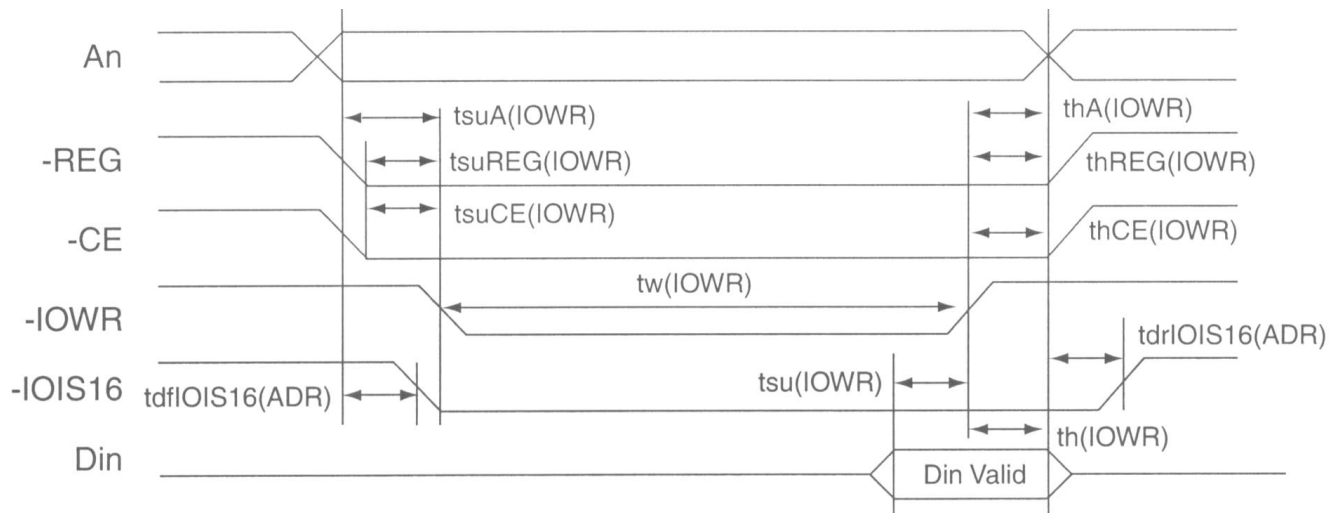 An
tsuA(IOWR)
thA(IOWR)
-REG
tsuREG(IOWR)
thREG(IOWR)
-CE
tsuCE(IOWR)
thCE(IOWR)
tw(IOWR)
-IOWR
tdrIOIS16(ADR)
-IOIS16
tdfIOIS16(ADR)
tsu(IOWR)
th(IOWR)
Din
Din Valid